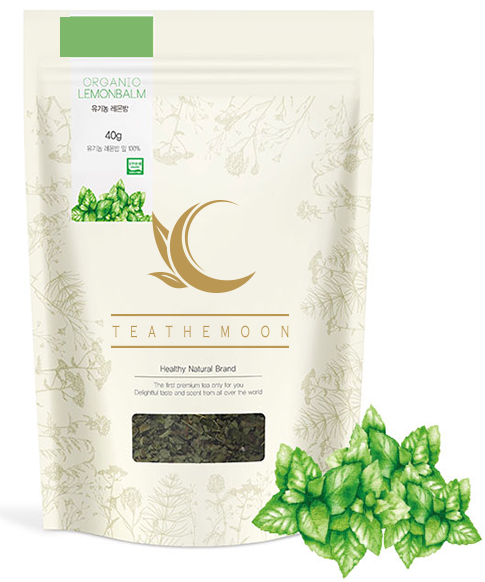 ORGANIC
LEMONBALM
유기농 레몬밤
40g
유기농 레몬밤 잎 100%
TEATHEMOON
Healthy Natural Brand
The first premium tea only for you
Delightful taste and scent from all over the world